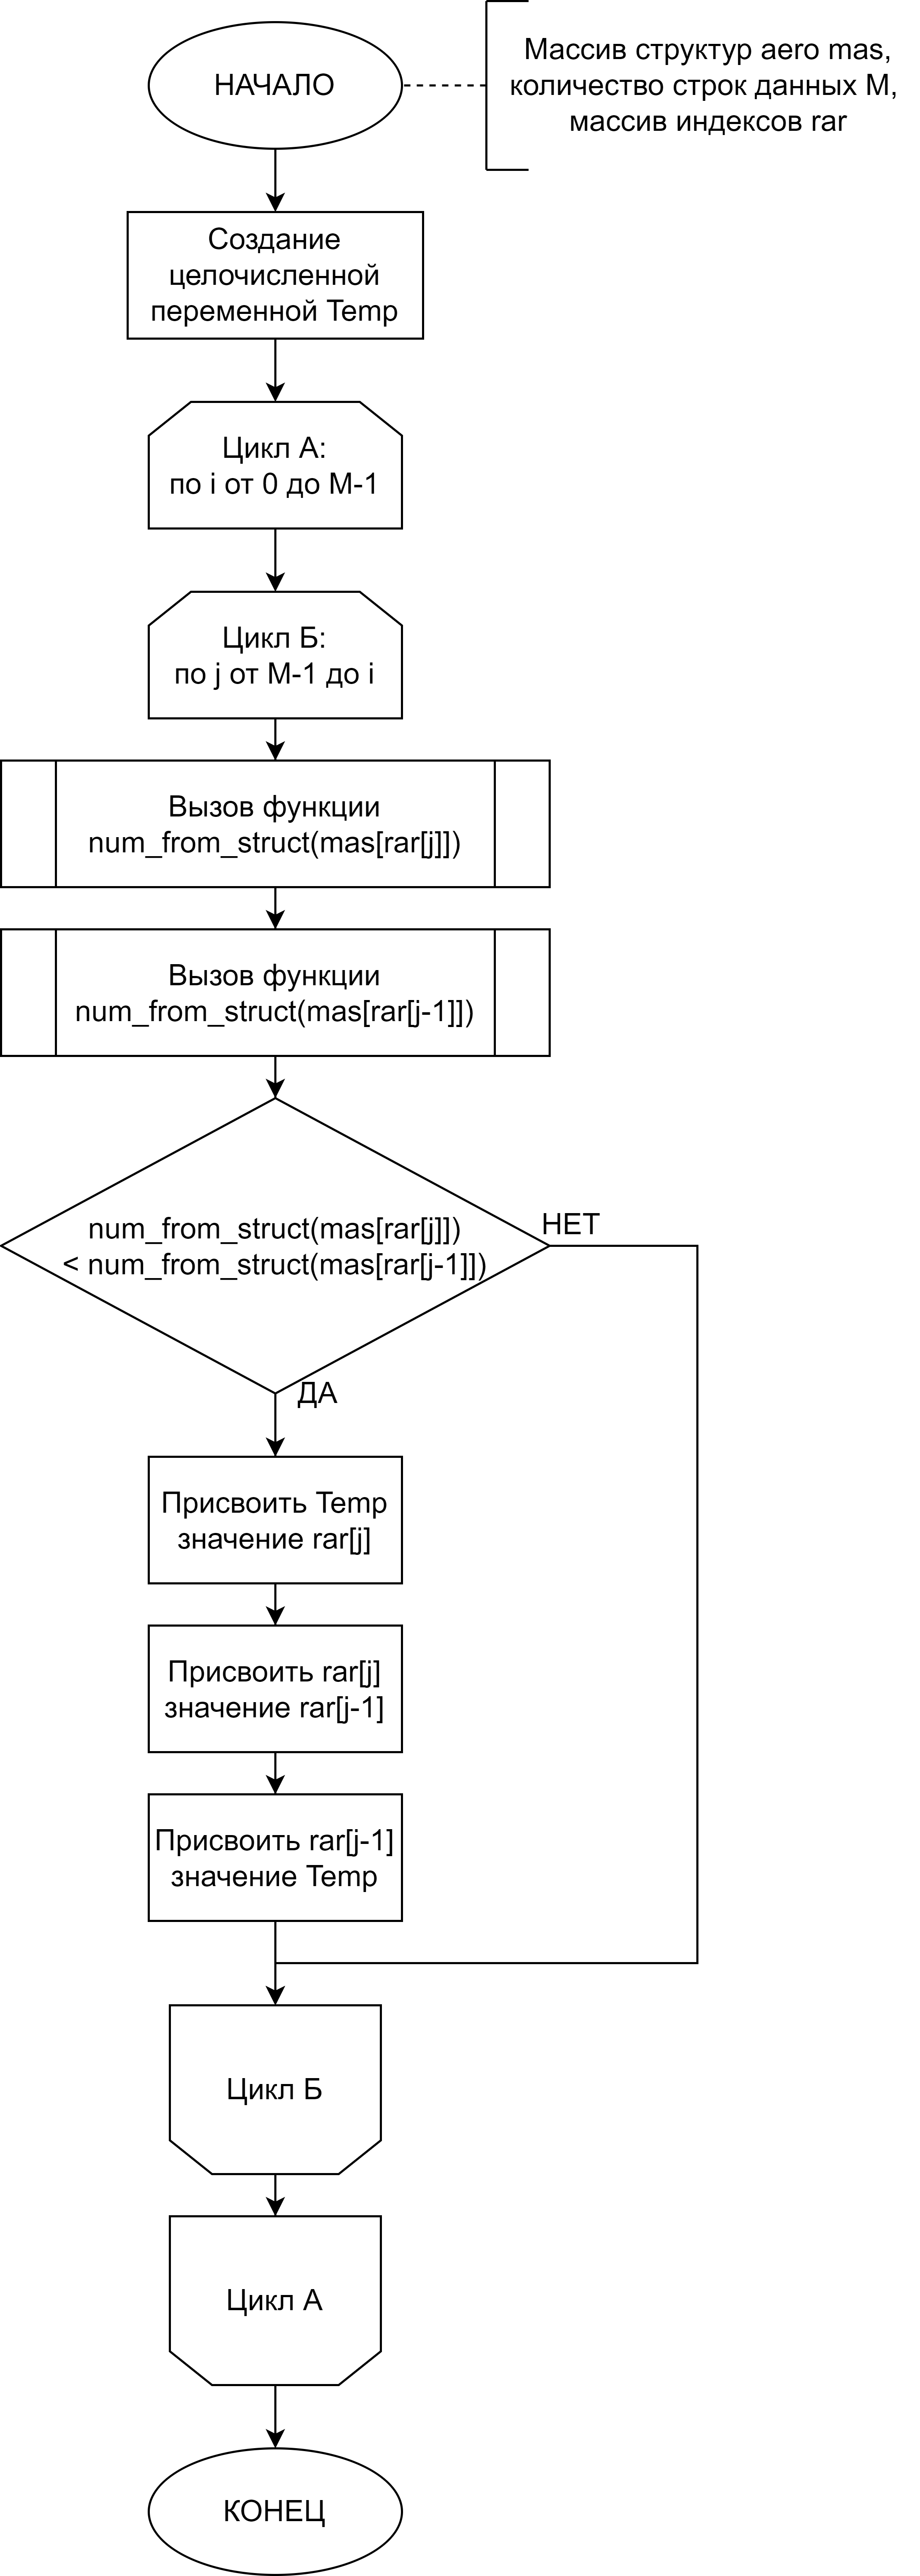 НАЧАЛО
Массив структур aero mas,
количество строк данных M,
массив индексов rar
Создание
целочисленной
переменной Temp
Цикл А:
по i от 0 до M-1
Цикл Б:
по j от M-1 до i
Вызов функции
num_from_struct(mas[rar[j]])
Вызов функции
num_from_struct(mas[rar[j-1]])
num_from_struct(mas[rar[j]])
< num_from_struct(mas[rar[j-1]])
НЕТ
ДА
Присвоить Temp
значение rar[j]
Присвоить rar[j]
значение rar[j-1]
Присвоить rar[j-1]
значение Temp
Цикл Б
Цикл А
КОНЕЦ